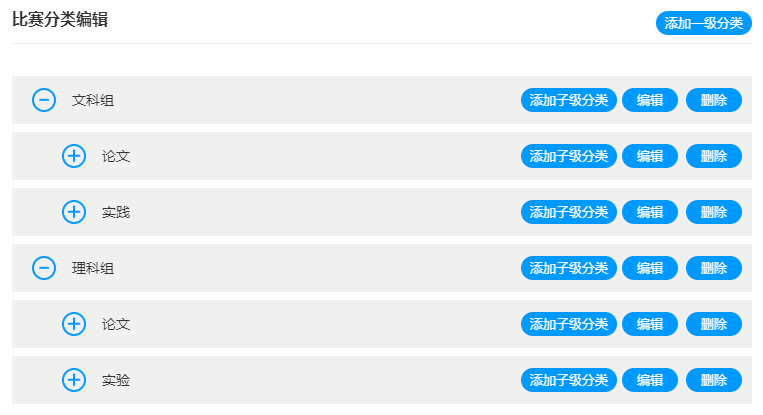 比赛分类编辑 添加一级分类
文科组 添加子级分类 编辑 删除
论文 添加子级分类 编辑 删除
实践 添加子级分类 编辑 删除
理科组 添加子级分类 编辑 删除
论文 添加子级分类 编辑 删除
实验 添加子级分类 编辑 删除